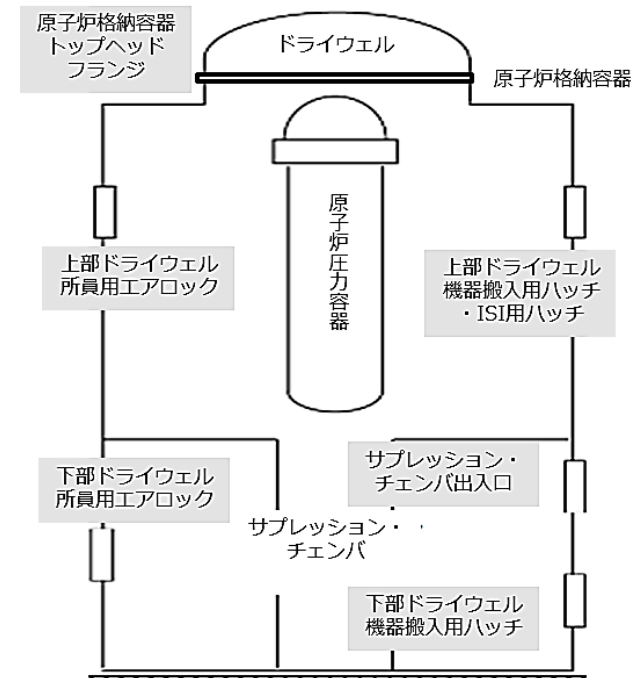 原子炉格納容器
トップヘッド
フランジ
ドライウェル
原子炉格納容器
原子炉圧力容器
上部ドライウェル
所員用エアロック
上部ドライウェル
機器搬入用ハッチ
・ISI用ハッチ
下部ドライウェル
所員用エアロック
サプレッション・
チェンバ出入口
サプレッション・
チェンバ
下部ドライウェル
機器搬入用ハッチ